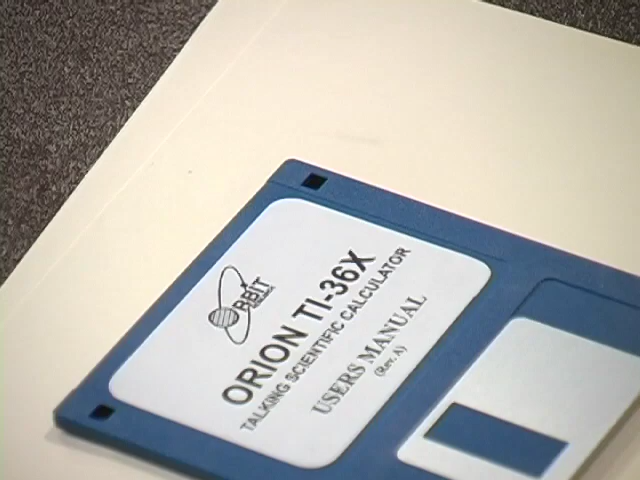 ORBIT
ORION TI-36X
TALKING SCIENTIFIC CALCULATOR
USERS MANUAL
(Rev. A)